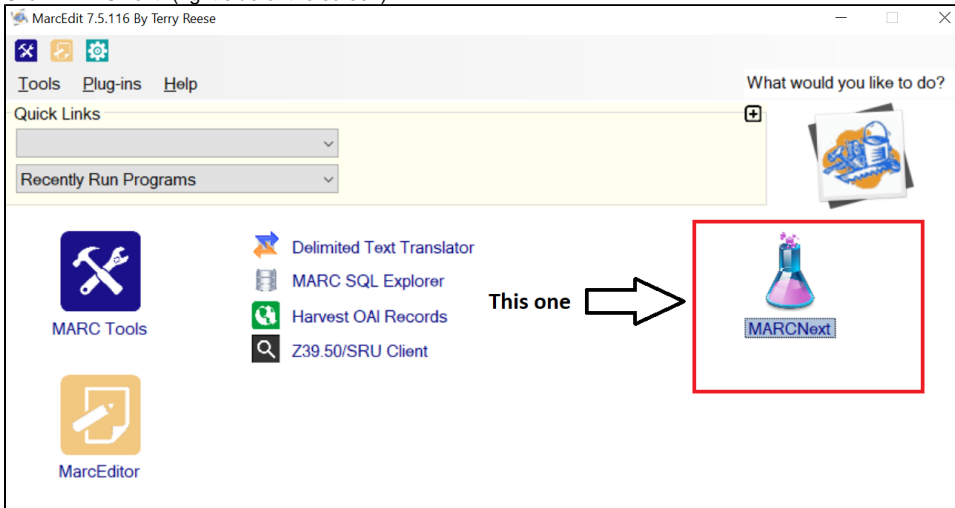 MarcEdit 7.5.116 By Terry Reese
Tools Plug-ins Help
What would you like to do?
Quick Links
Recently Run Programs
Delimited Text Translator
MARC SQL Explorer
This one
Harvest OAI Records
MARC Tools
MARCNext
Z39.50/SRU Client
MarcEditor